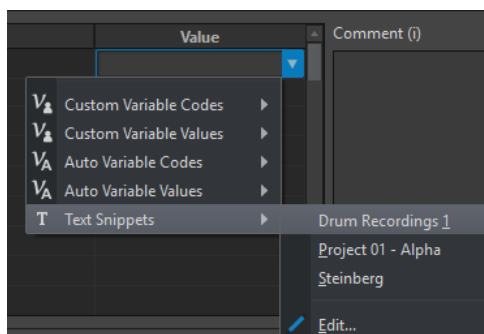 Value
Comment (i)
Custom Variable Codes
Custom Variable Values
Auto Variable Codes
Auto Variable Values
T Text Snippets
Drum Recordings 1
Project 01 - Alpha
Steinberg
Edit...